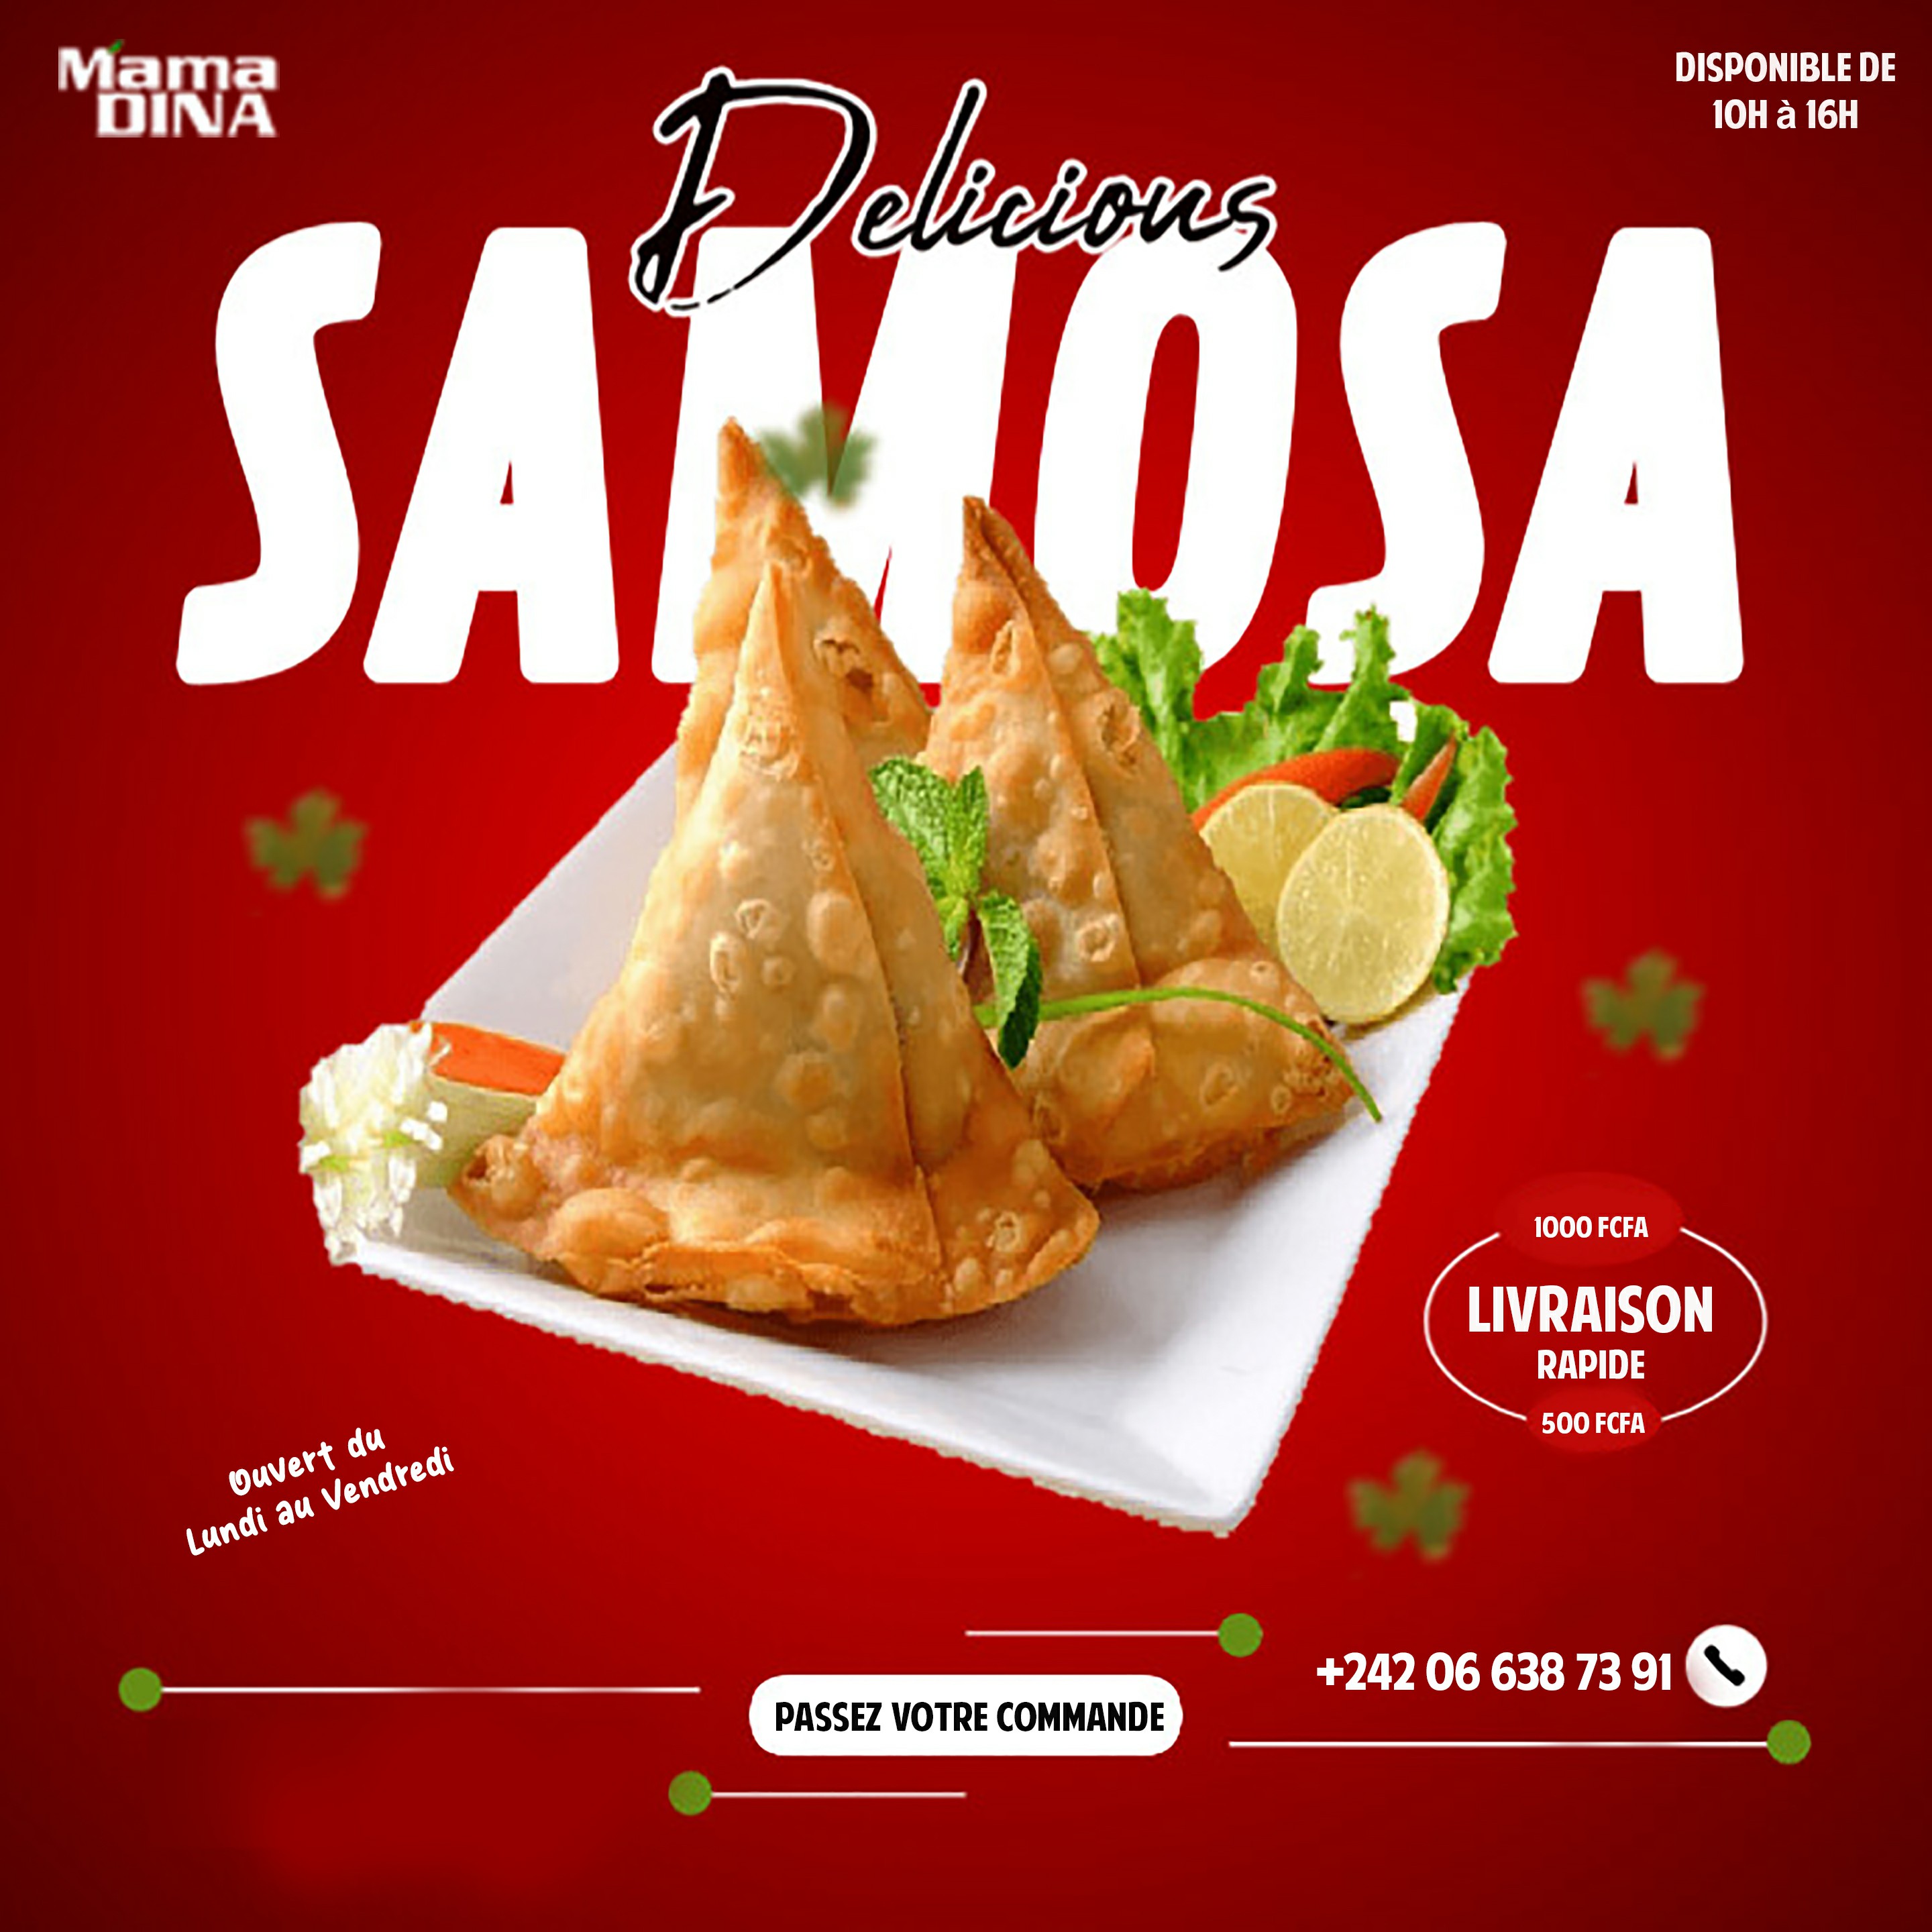 Mama
DINA
DISPONIBLE DE
10H à 16H
Delicious
SAMOSA
1000 FCFA
LIVRAISON
RAPIDE
500 FCFA
Ouvert du
Lundi au Vendredi
+242 06 638 73 91
PASSEZ VOTRE COMMANDE